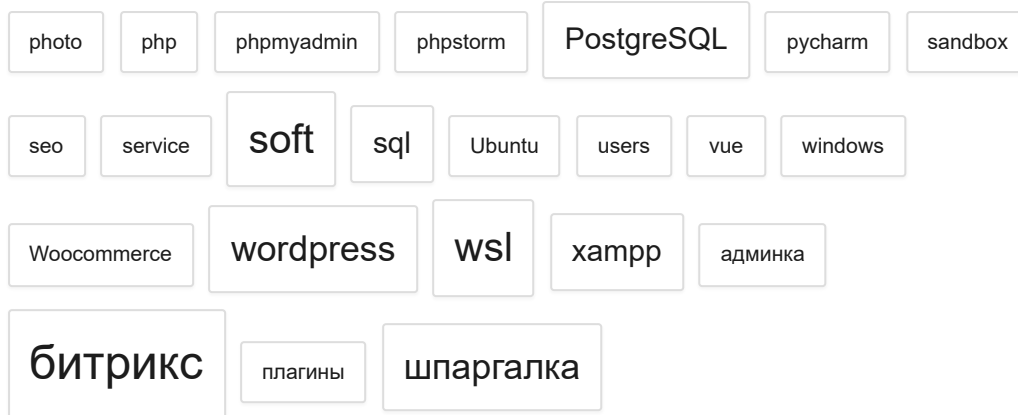 photo php phpmyadmin phpstorm PostgreSQL pycharm sandbox
seo service soft sql Ubuntu users vue windows
Woocommerce wordpress wsl xampp админка
битрикс плагины шпаргалка